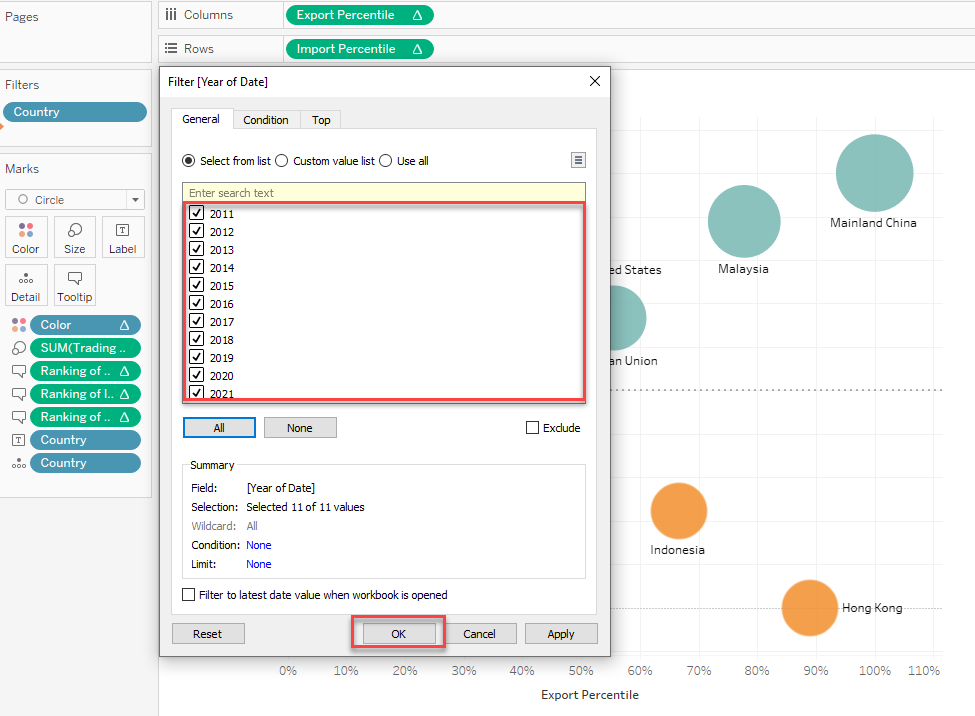 Pages
Columns
Export Percentile
Rows
Import Percentile
Filters
Country
Marks
Circle
Color
Size
Label
Detail
Tooltip
Color
SUM(Trading ..
Ranking of ..
Ranking of I..
Ranking of ..
Country
Country
Filter [Year of Date]
General
Condition
Top
Select from list
Custom value list
Use all
Enter search text
2011
2012
2013
2014
2015
2016
2017
2018
2019
2020
2021
All
None
Exclude
Summary
Field: [Year of Date]
Selection: Selected 11 of 11 values
Wildcard: All
Condition: None
Limit: None
Filter to latest date value when workbook is opened
Reset
OK
Cancel
Apply
Mainland China
Malaysia
ed States
an Union
Indonesia
Hong Kong
0% 10% 20% 30% 40% 50% 60% 70% 80% 90% 100% 110%
Export Percentile